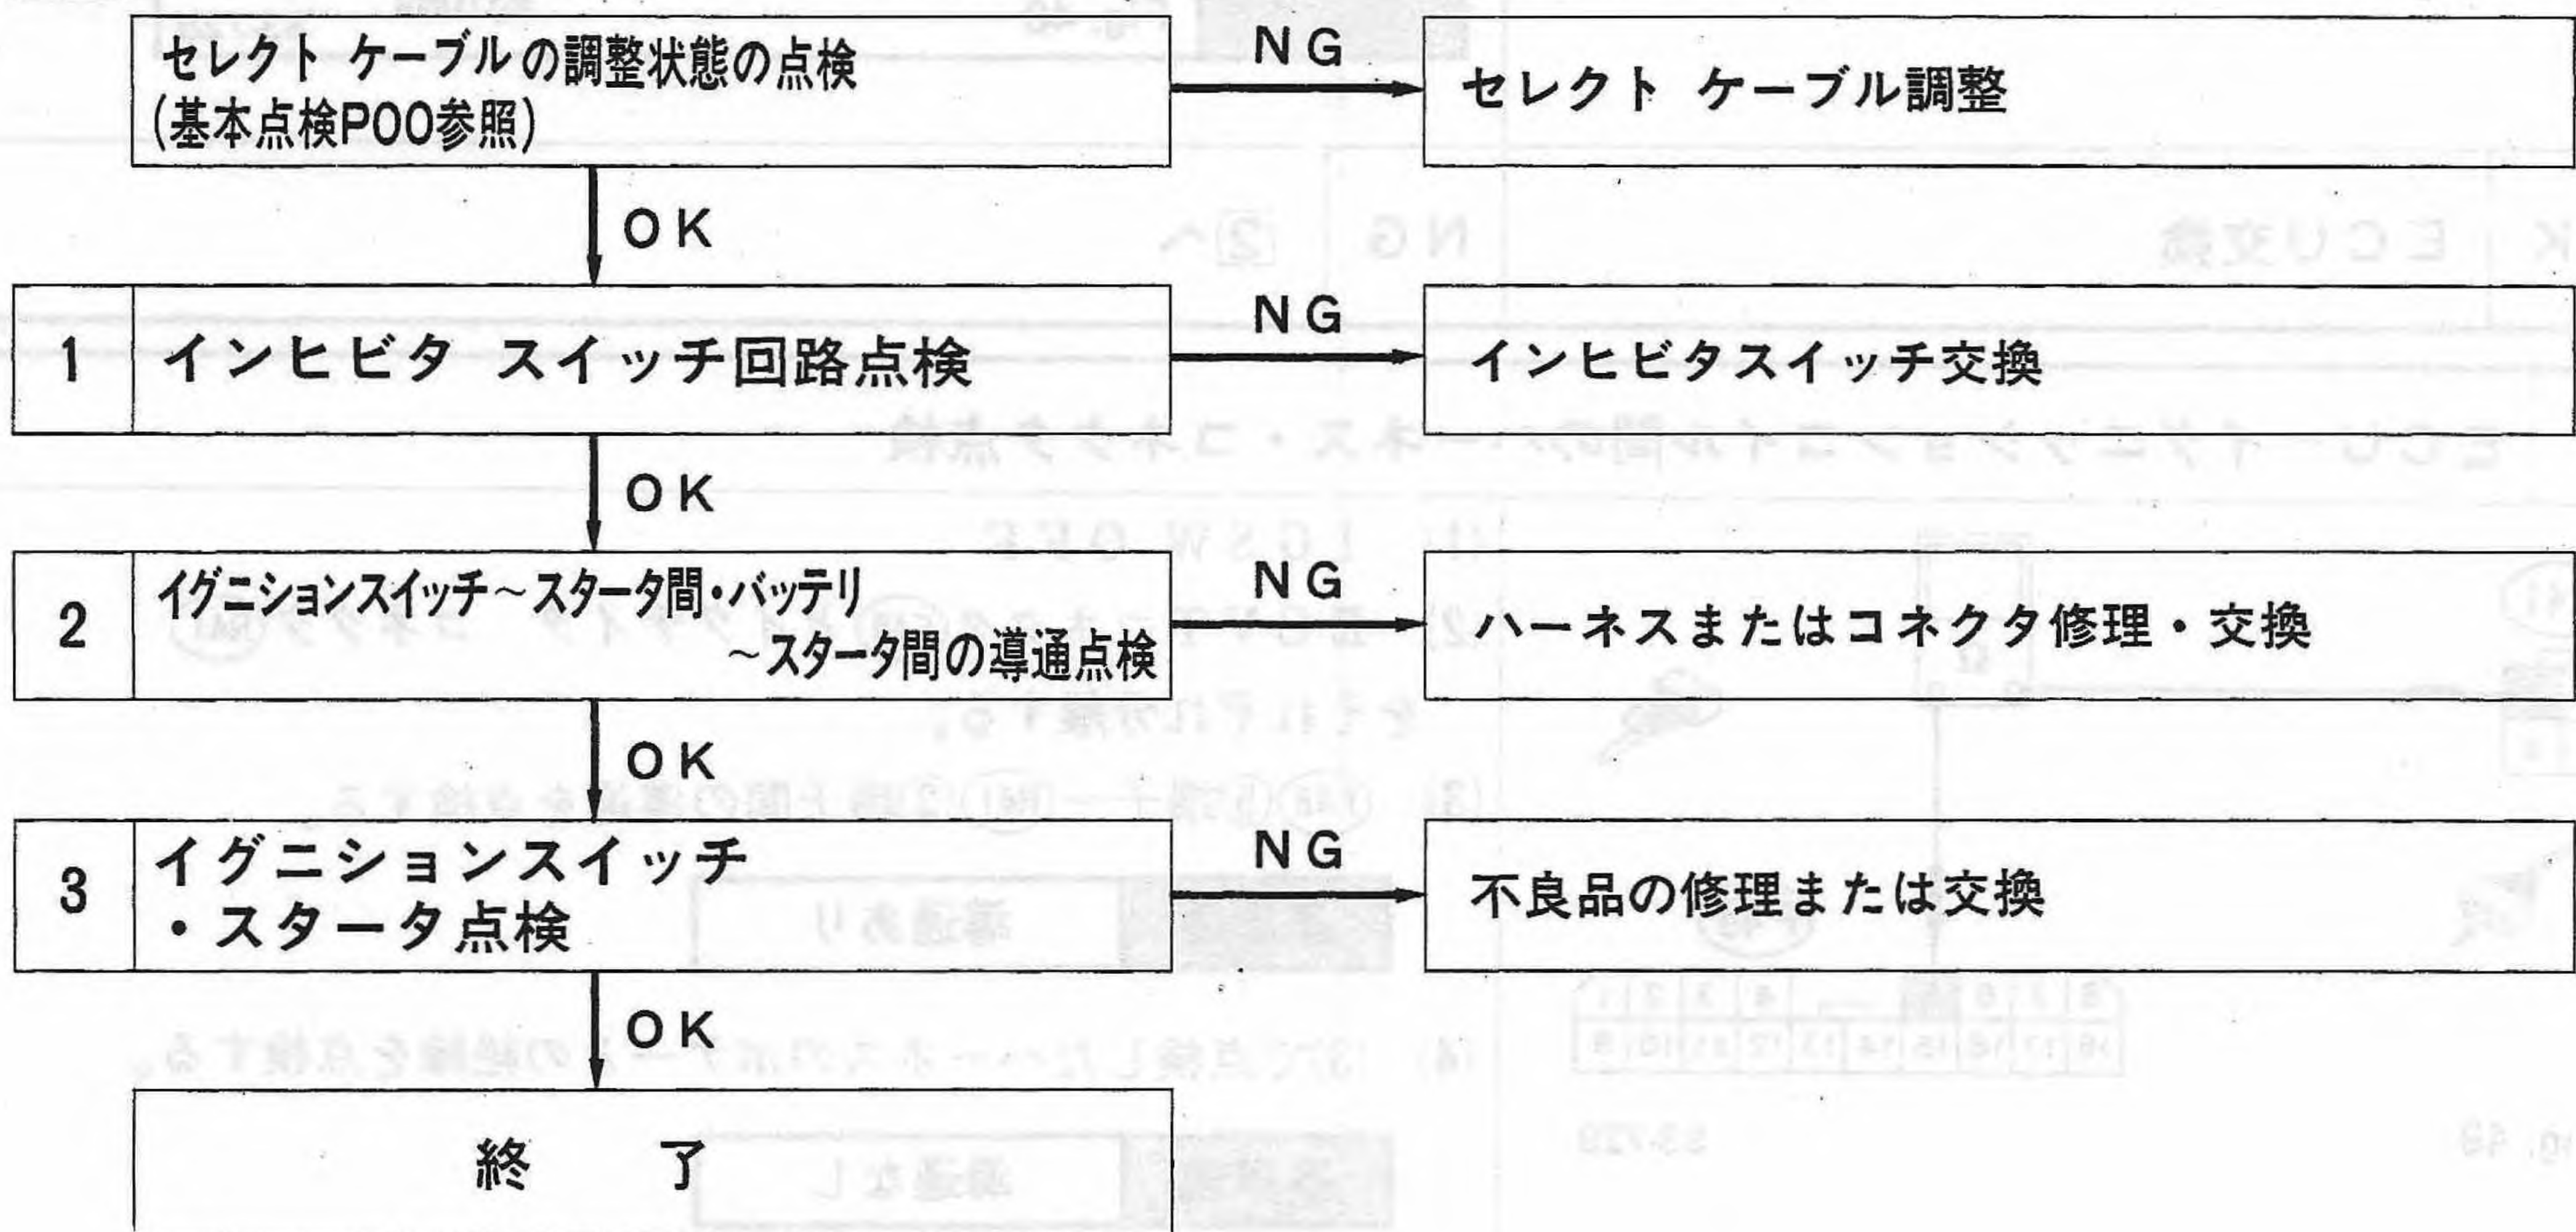 セレクト ケーブルの調整状態の点検
(基本点検P00参照)
NG
セレクト ケーブル調整
OK
1
インヒビタ スイッチ回路点検
NG
インヒビタスイッチ交換
OK
2
イグニションスイッチ～スタータ間・バッテリ
～スタータ間の導通点検
NG
ハーネスまたはコネクタ修理・交換
OK
3
イグニションスイッチ
・スタータ点検
NG
不良品の修理または交換
OK
終 了